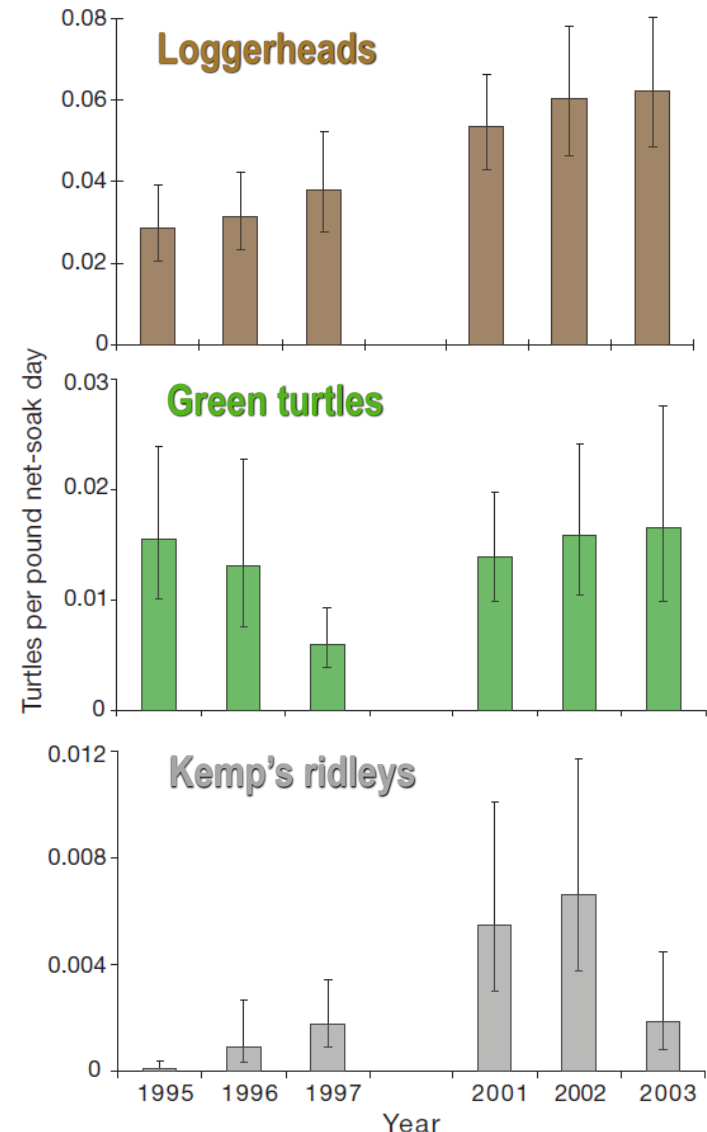 Loggerheads
0.08
0.06
0.04
0.02
0
Turtles per pound net-soak day
Green turtles
0.03
0.02
0.01
0
Kemp's ridleys
0.012
0.008
0.004
0
1995 1996 1997 2001 2002 2003
Year